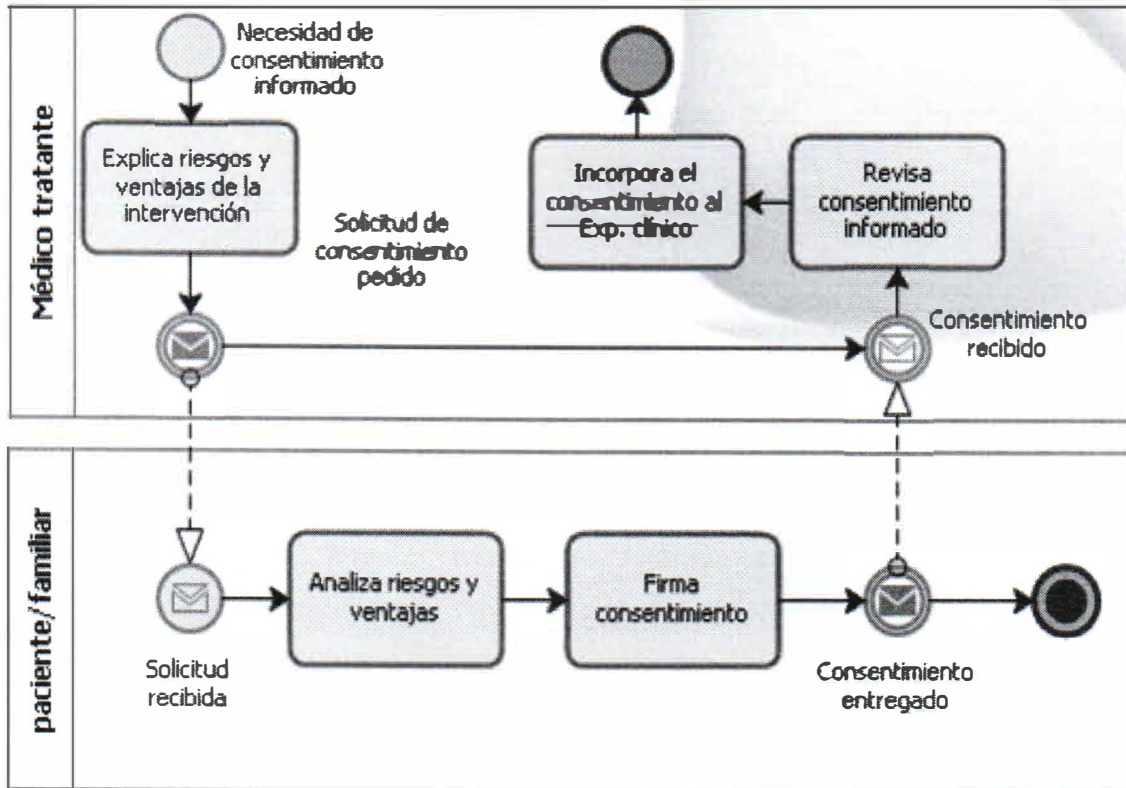 Médico tratante
Necesidad de
consentimiento
informado
Explica riesgos y
ventajas de la
intervención
Solicitud de
consentimiento
pedido
Incorpora el
consentimiento al
Exp. clínico
Revisa
consentimiento
informado
Consentimiento
recibido
paciente/familiar
Solicitud
recibida
Analiza riesgos y
ventajas
Firma
consentimiento
Consentimiento
entregado